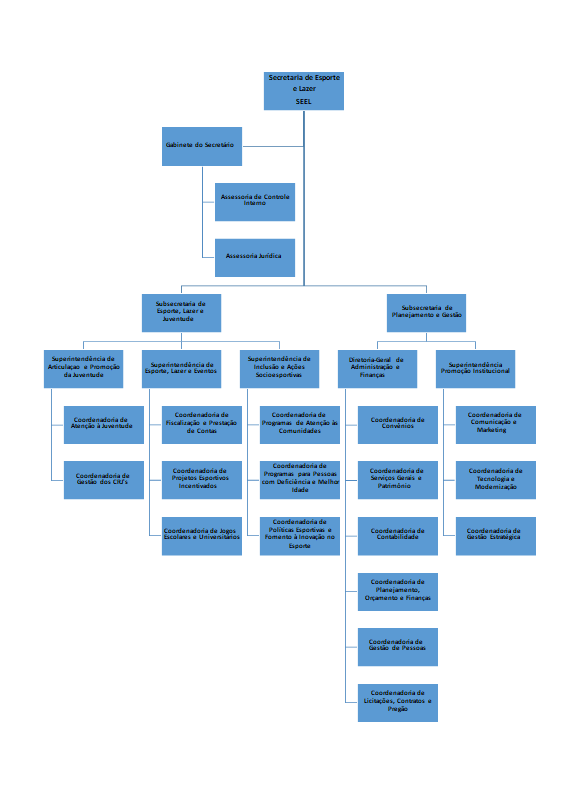 Secretaria de Esporte
e Lazer
SEEL
Gabinete do Secretário
Assessoria de Controle
Interno
Assessoria Jurídica
Subsecretaria de
Esporte, Lazer e
Juventude
Subsecretaria de
Planejamento e Gestão
Superintendência de
Articulaçao e Promoção
da Juventude
Superintendência de
Esporte, Lazer e Eventos
Superintendência de
Inclusão e Ações
Socioesportivas
Diretoria-Geral de
Administração e
Finanças
Superintendência
Promoção Institucional
Coordenadoria de
Atenção à Juventude
Coordenadoria de
Fiscalização e Prestação
de Contas
Coordenadoria de
Programas de Atenção às
Comunidades
Coordenadoria de
Convênios
Coordenadoria de
Comunicação e
Marketing
Coordenadoria de
Gestão dos CRJ's
Coordenadoria de
Projetos Esportivos
Incentivados
Coordenadoria de
Programas para Pessoas
com Deficiência e Melhor
Idade
Coordenadoria de
Serviços Gerais e
Patrimônio
Coordenadoria de
Tecnologia e
Modernização
Coordenadoria de Jogos
Escolares e Universitários
Coordenadoria de
Políticas Esportivas e
Fomento à Inovação no
Esporte
Coordenadoria de
Contabilidade
Coordenadoria de
Gestão Estratégica
Coordenadoria de
Planejamento,
Orçamento e Finanças
Coordenadoria de
Gestão de Pessoas
Coordenadoria de
Licitações, Contratos e
Pregão